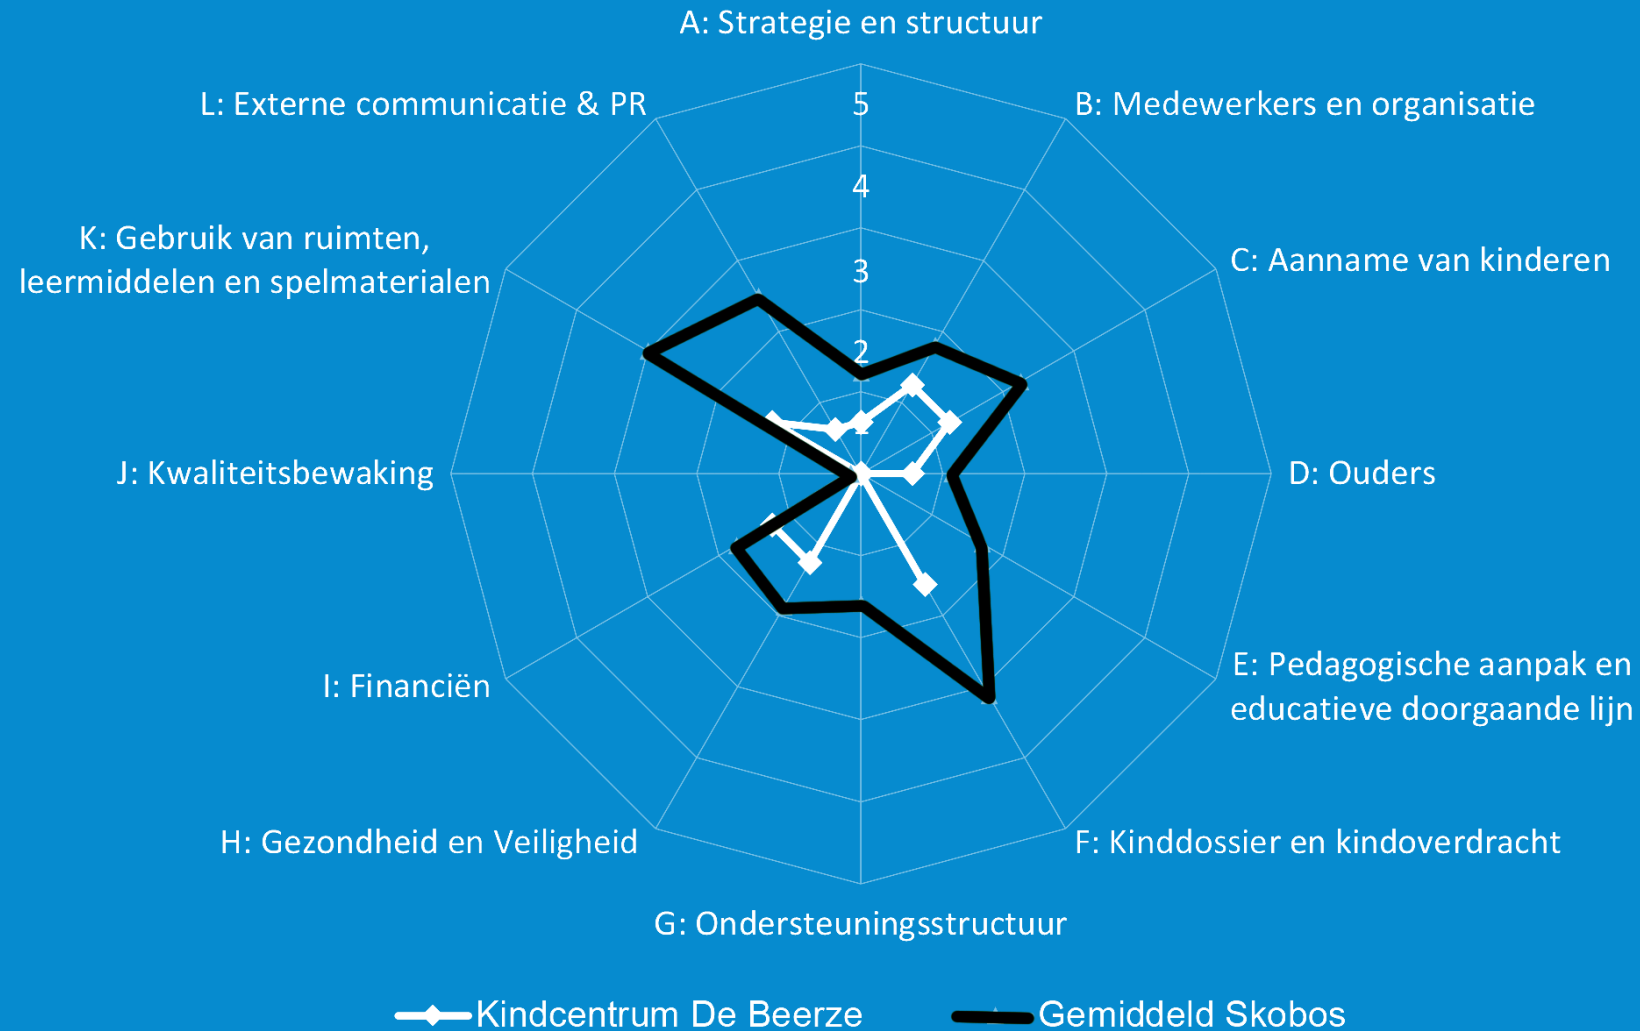 A: Strategie en structuur
L: Externe communicatie & PR
5
B: Medewerkers en organisatie
4
K: Gebruik van ruimten,
leermiddelen en spelmaterialen
3
C: Aanname van kinderen
2
1
J: Kwaliteitsbewaking
D: Ouders
I: Financiën
E: Pedagogische aanpak en
educatieve doorgaande lijn
H: Gezondheid en Veiligheid
F: Kinddossier en kindoverdracht
G: Ondersteuningsstructuur
Kindcentrum De Beerze
Gemiddeld Skobos